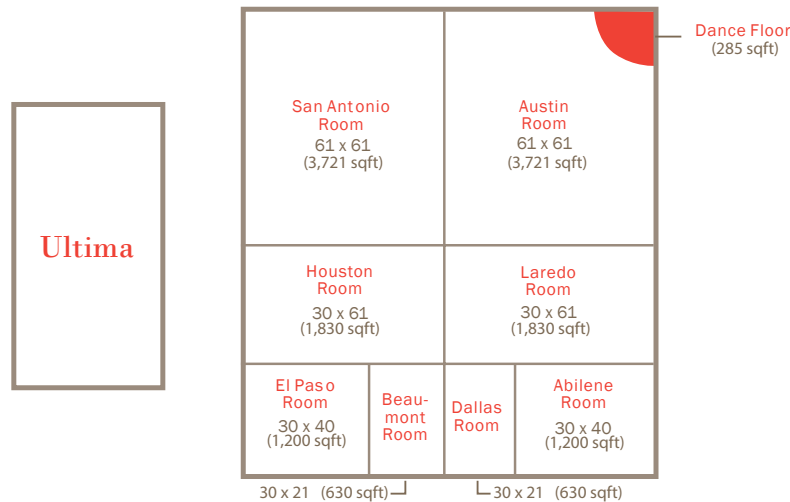 Dance Floor
(285 sqft)
San Antonio
Room
61 x 61
(3,721 sqft)
Austin
Room
61 x 61
(3,721 sqft)
Ultima
Houston
Room
30 x 61
(1,830 sqft)
Laredo
Room
30 x 61
(1,830 sqft)
El Paso
Room
30 x 40
(1,200 sqft)
Beau-
mont
Room
Dallas
Room
Abilene
Room
30 x 40
(1,200 sqft)
30 x 21 (630 sqft)
30 x 21 (630 sqft)